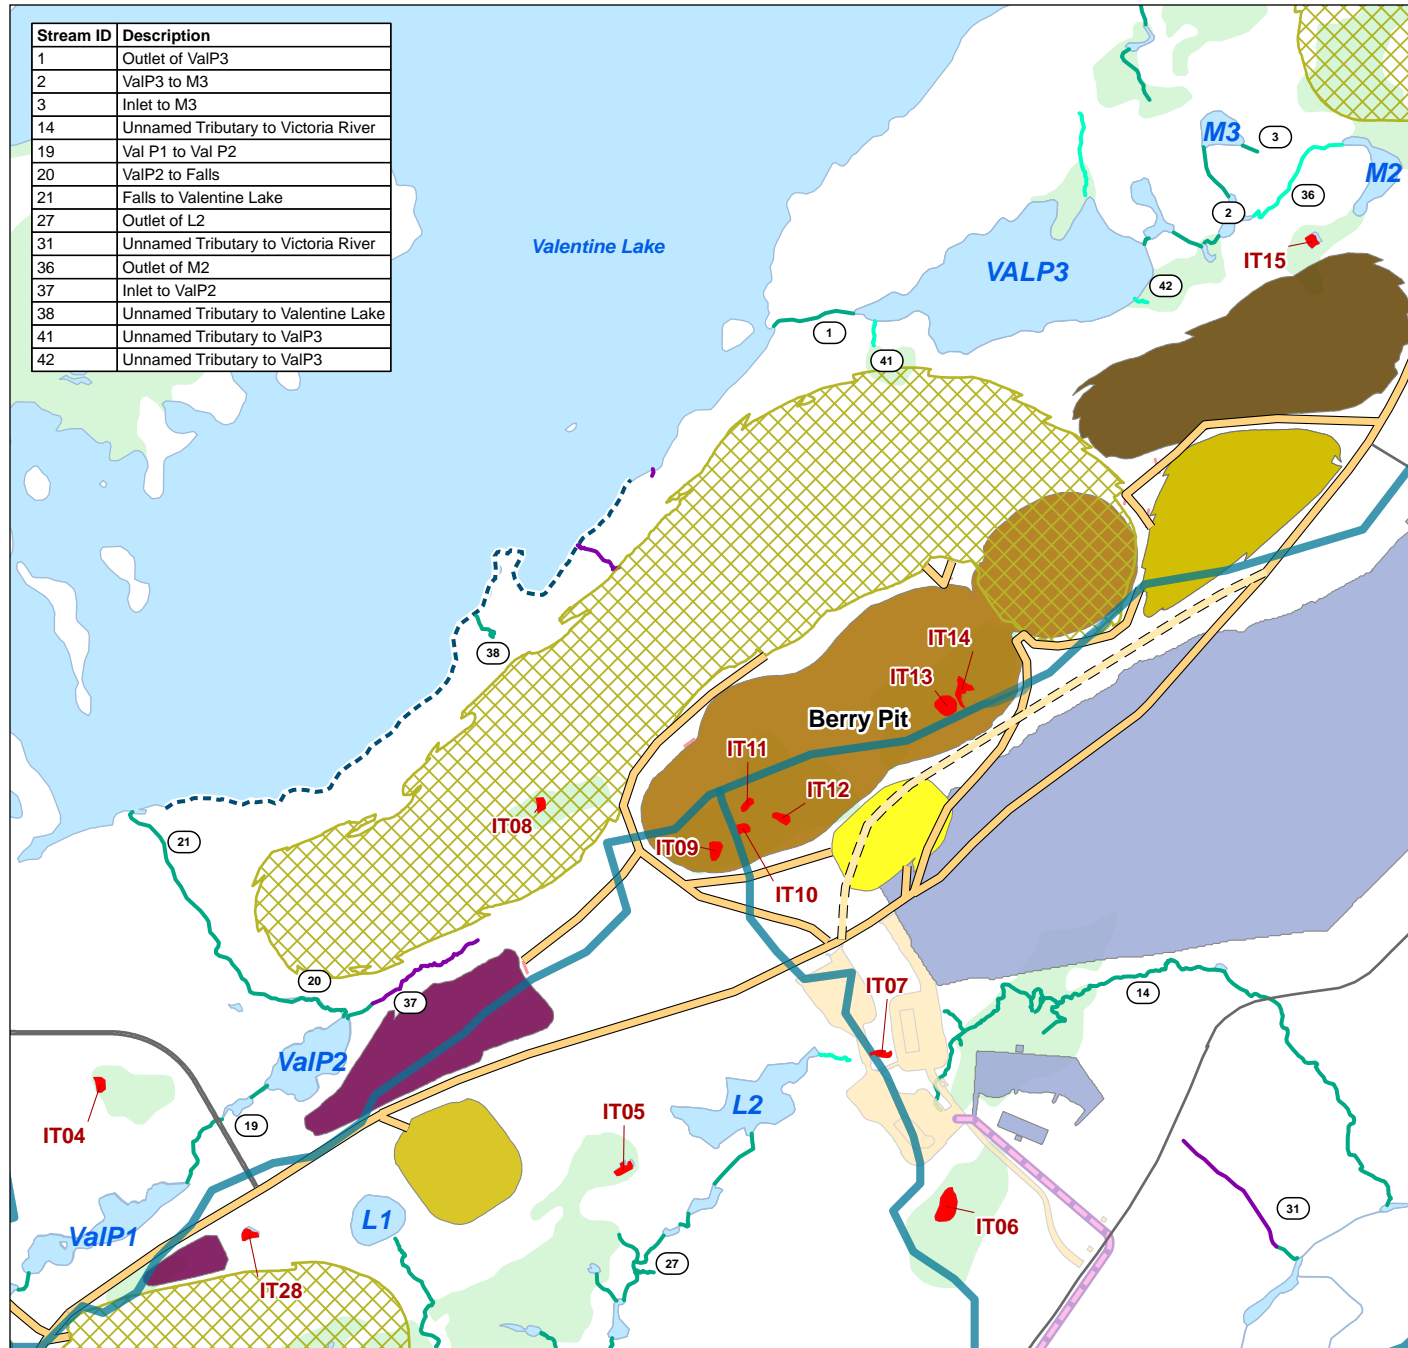 Stream ID Description
1 Outlet of ValP3
2 ValP3 to M3
3 Inlet to M3
14 Unnamed Tributary to Victoria River
19 Val P1 to Val P2
20 ValP2 to Falls
21 Falls to Valentine Lake
27 Outlet of L2
31 Unnamed Tributary to Victoria River
36 Outlet of M2
37 Inlet to ValP2
38 Unnamed Tributary to Valentine Lake
41 Unnamed Tributary to ValP3
42 Unnamed Tributary to ValP3
M3
3
M2
36
2
Valentine Lake
IT15
VALP3
42
1
41
38
IT14
IT13
Berry Pit
IT11
IT12
IT08
21
IT09
IT10
20
37
IT07
14
ValP2
L2
IT05
19
IT04
31
L1
ValP1
IT06
27
IT28